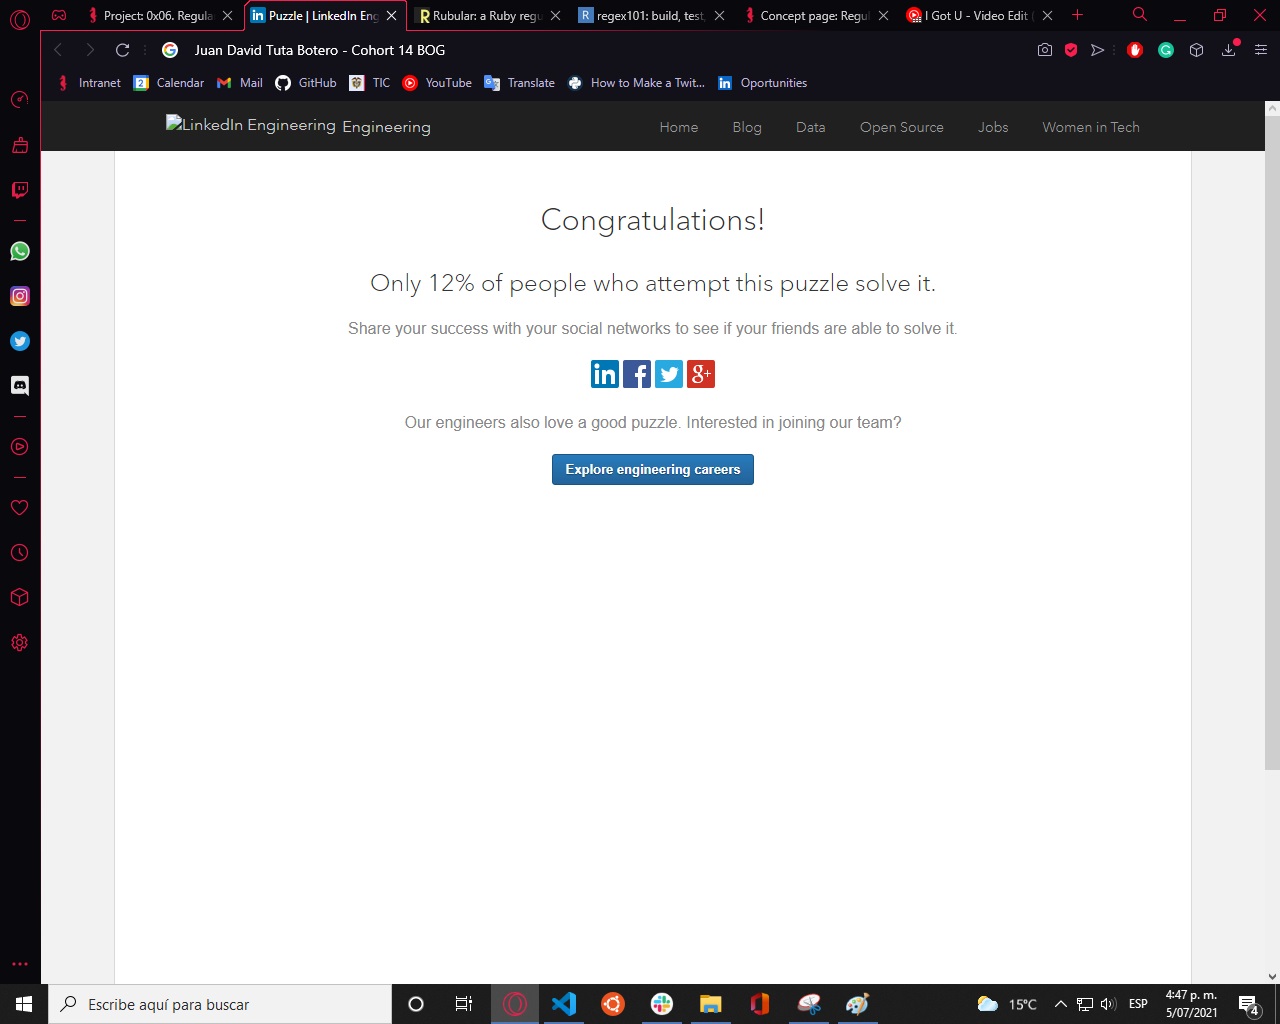 Project: 0x06. Regula
Puzzle | LinkedIn Eng
Rubular: a Ruby regu
regex101: build, test,
Concept page: Regul
I Got U - Video Edit (
Juan David Tuta Botero - Cohort 14 BOG
Intranet
Calendar
Mail
GitHub
TIC
YouTube
Translate
How to Make a Twit...
Oportunities
LinkedIn Engineering Engineering
Home
Blog
Data
Open Source
Jobs
Women in Tech
Congratulations!
Only 12% of people who attempt this puzzle solve it.
Share your success with your social networks to see if your friends are able to solve it.
Our engineers also love a good puzzle. Interested in joining our team?
Explore engineering careers
Escribe aquí para buscar
15°C
ESP
4:47 p. m.
5/07/2021
4